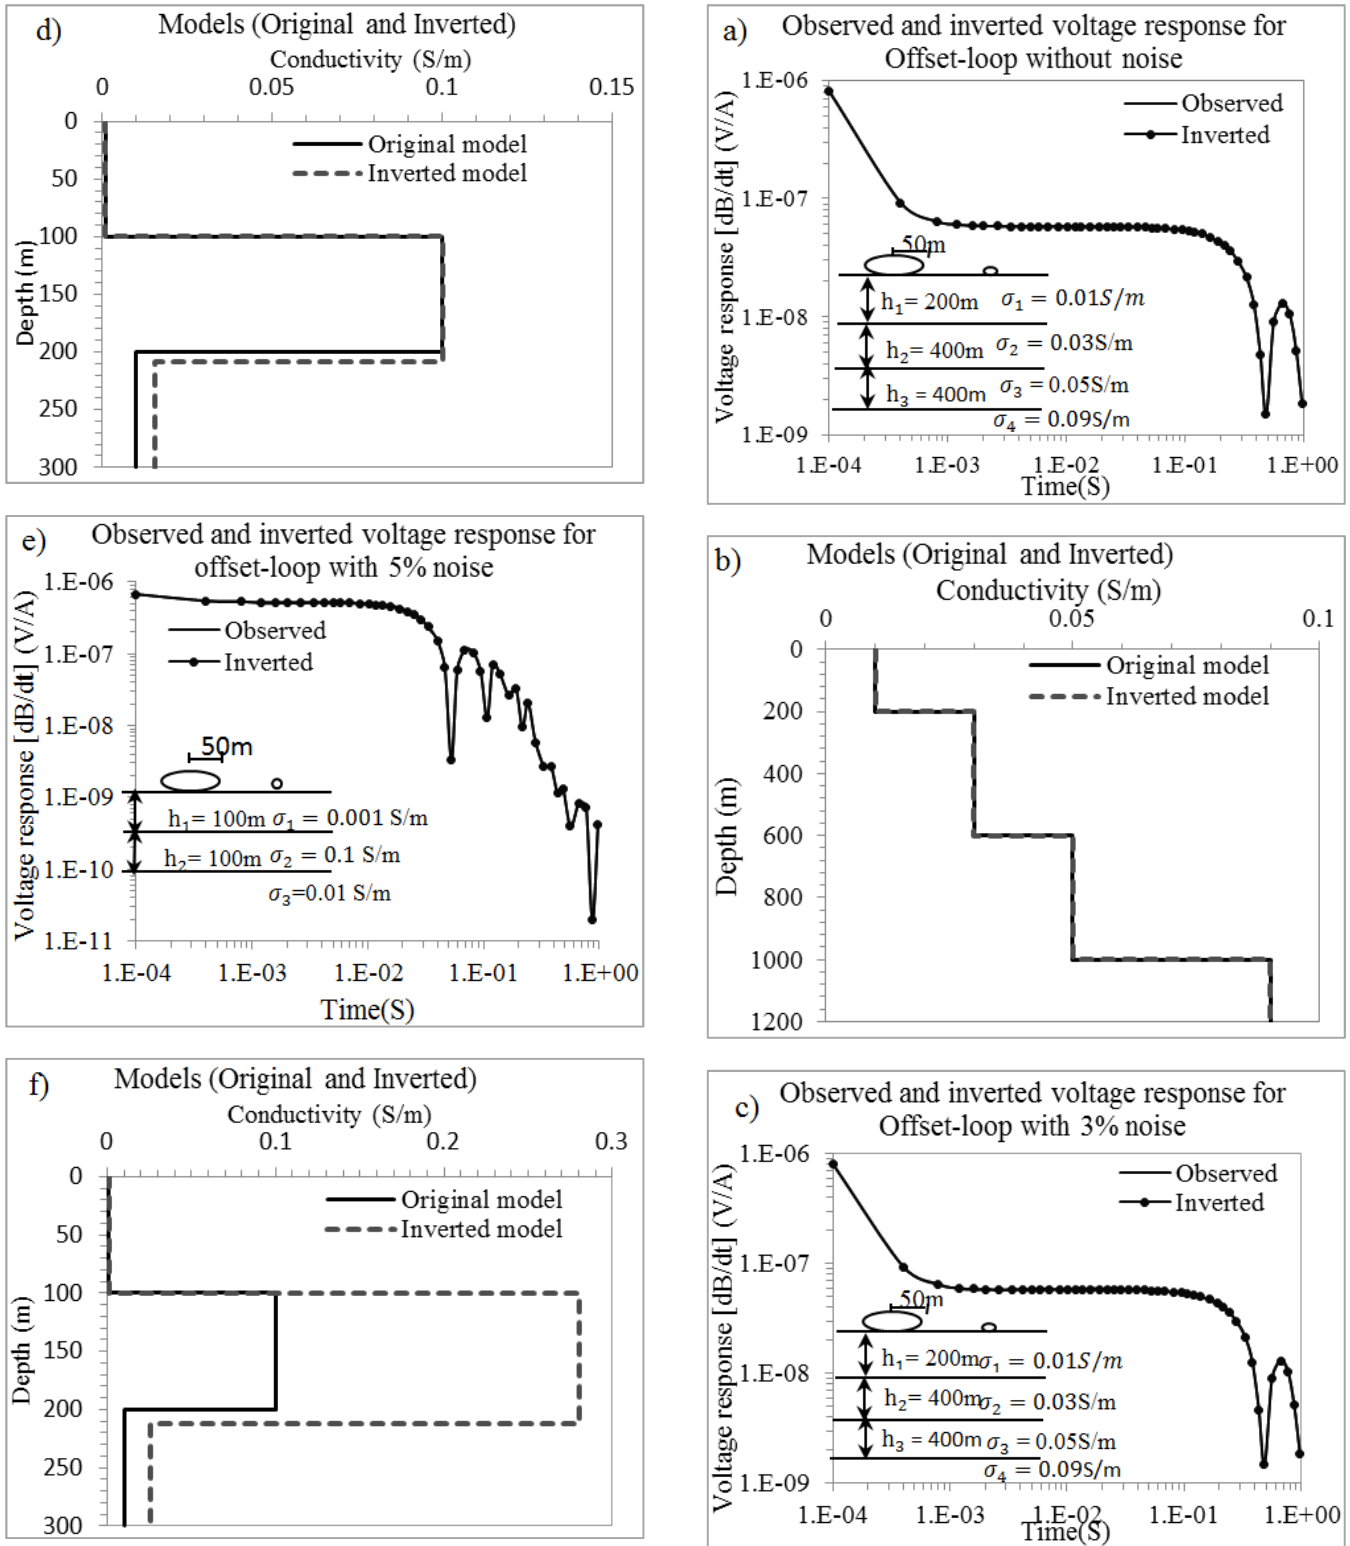 d)
Models (Original and Inverted)
Conductivity (S/m)
0 0.05 0.1 0.15
Original model
Inverted model
Depth (m)
0
50
100
150
200
250
300
a)
Observed and inverted voltage response for
Offset-loop without noise
Voltage response [dB/dt] (V/A)
1.E-06
1.E-07
1.E-08
1.E-09
Observed
Inverted
50m
h₁= 200m σ₁ = 0.01S/m
h₂= 400m σ₂ = 0.03S/m
h₃ = 400m σ₃ = 0.05S/m
σ₄ = 0.09S/m
1.E-04 1.E-03 1.E-02 1.E-01 1.E+00
Time(S)
e)
Observed and inverted voltage response for
offset-loop with 5% noise
Voltage response [dB/dt] (V/A)
1.E-06
1.E-07
1.E-08
1.E-09
1.E-10
1.E-11
Observed
Inverted
50m
h₁= 100m σ₁ = 0.001 S/m
h₂= 100m σ₂ = 0.1 S/m
σ₃=0.01 S/m
1.E-04 1.E-03 1.E-02 1.E-01 1.E+00
Time(S)
b)
Models (Original and Inverted)
Conductivity (S/m)
0 0.05 0.1
Original model
Inverted model
Depth (m)
0
200
400
600
800
1000
1200
f)
Models (Original and Inverted)
Conductivity (S/m)
0 0.1 0.2 0.3
Original model
Inverted model
Depth (m)
0
50
100
150
200
250
300
c)
Observed and inverted voltage response for
Offset-loop with 3% noise
Voltage response [dB/dt] (V/A)
1.E-06
1.E-07
1.E-08
1.E-09
Observed
Inverted
50m
h₁= 200m σ₁ = 0.01S/m
h₂= 400m σ₂ = 0.03S/m
h₃ = 400m σ₃ = 0.05S/m
σ₄ = 0.09S/m
1.E-04 1.E-03 1.E-02 1.E-01 1.E+00
Time(S)